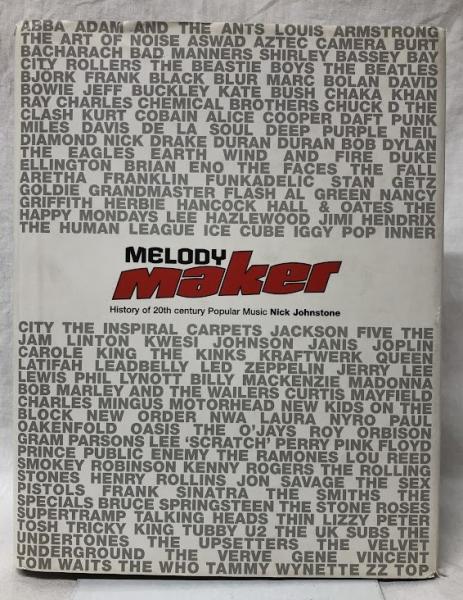 ABBA ADAM AND THE ANTS LOUIS ARMSTRONG
THE ART OF NOISE ASWAD AZTEC CAMERA BURT
BACHARACH BAD MANNERS SHIRLEY BASSEY BAY
CITY ROLLERS THE BEASTIE BOYS THE BEATLES
BJÖRK FRANK BLACK BLUR MARC BOLAN DAVID
BOWIE JEFF BUCKLEY KATE BUSH CHAKA KHAN
RAY CHARLES CHEMICAL BROTHERS CHUCK D THE
CLASH KURT COBAIN ALICE COOPER DAFT PUNK
MILES DAVIS DE LA SOUL DEEP PURPLE NEIL
DIAMOND NICK DRAKE DURAN DURAN BOB DYLAN
THE EAGLES EARTH WIND AND FIRE DUKE
ELLINGTON BRIAN ENO THE FACES THE FALL
ARETHA FRANKLIN FUNKADELIC STAN GETZ
GOLDIE GRANDMASTER FLASH AL GREEN NANCY
GRIFFITH HERBIE HANCOCK HALL & OATES THE
HAPPY MONDAYS LEE HAZLEWOOD JIMI HENDRIX
THE HUMAN LEAGUE ICE CUBE IGGY POP INNER
MELODY
maker
History of 20th century Popular Music Nick Johnstone
CITY THE INSPIRAL CARPETS JACKSON FIVE THE
JAM LINTON KWESI JOHNSON JANIS JOPLIN
CAROLE KING THE KINKS KRAFTWERK QUEEN
LATIFAH LEADBELLY LED ZEPPELIN JERRY LEE
LEWIS PHIL LYNOTT BILLY MACKENZIE MADONNA
BOB MARLEY AND THE WAILERS CURTIS MAYFIELD
CHARLES MINGUS MOTORHEAD NEW KIDS ON THE
BLOCK NEW ORDER NWA LAURA NYRO PAUL
OAKENFOLD OASIS THE O'JAYS ROY ORBISON
GRAM PARSONS LEE 'SCRATCH' PERRY PINK FLOYD
PRINCE PUBLIC ENEMY THE RAMONES LOU REED
SMOKEY ROBINSON KENNY ROGERS THE ROLLING
STONES HENRY ROLLINS JON SAVAGE THE SEX
PISTOLS FRANK SINATRA THE SMITHS THE
SPECIALS BRUCE SPRINGSTEEN THE STONE ROSES
SUPERTRAMP TALKING HEADS THIN LIZZY PETER
TOSH TRICKY KING TUBBY U2 THE UK SUBS THE
UNDERTONES THE UPSETTERS THE VELVET
UNDERGROUND THE VERVE GENE VINCENT
TOM WAITS THE WHO TAMMY WYNETTE ZZ TOP